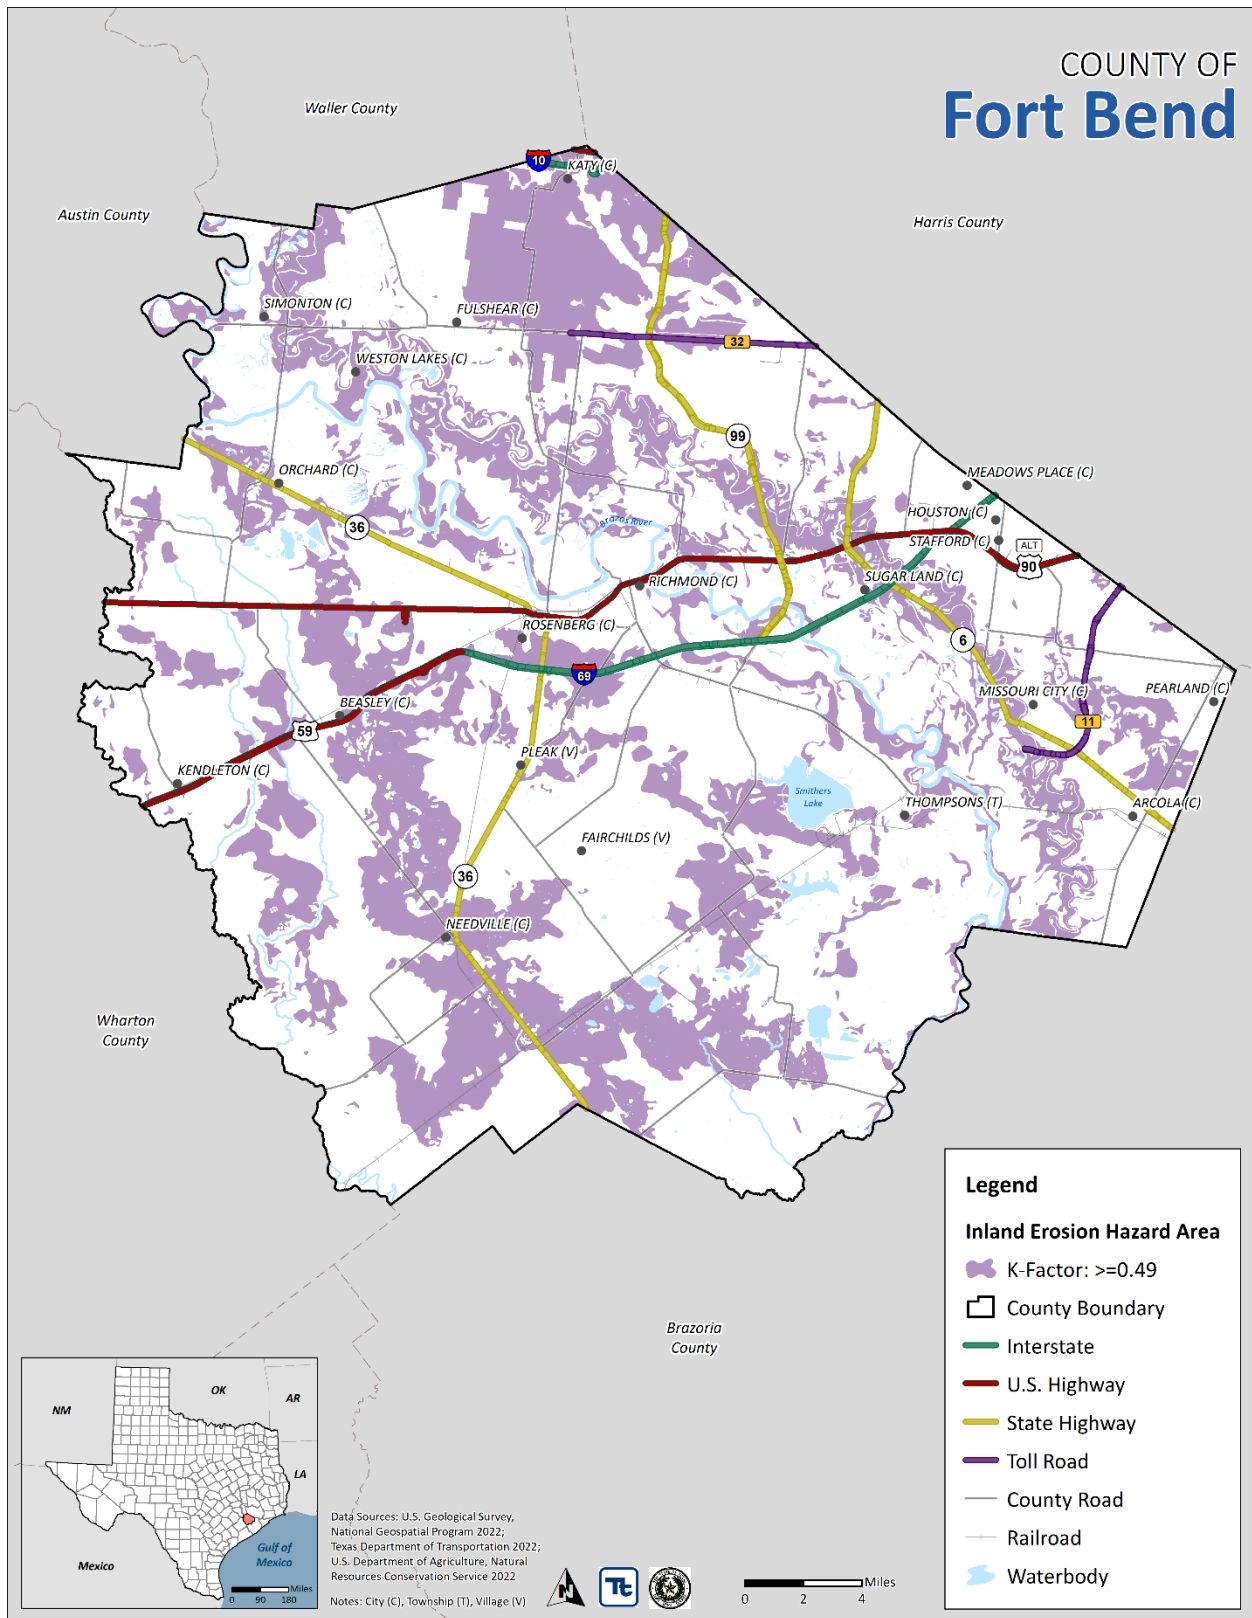 COUNTY OF
Fort Bend
Waller County
Austin County
Harris County
10
KATY (C)
SIMONTON (C)
FULSHEAR (C)
32
WESTON LAKES (C)
99
ORCHARD (C)
MEADOWS PLACE (C)
36
Brazos River
HOUSTON (C)
STAFFORD (C)
ALT
90
RICHMOND (C)
SUGAR LAND (C)
ROSENBERG (C)
6
69
MISSOURI CITY (C)
PEARLAND (C)
BEASLEY (C)
11
59
PLEAK (V)
KENDLETON (C)
Smithers
Lake
THOMPSONS (T)
ARCOLA (C)
FAIRCHILDS (V)
36
NEEDVILLE (C)
Wharton
County
Brazoria
County
Legend
Inland Erosion Hazard Area
K-Factor: >=0.49
County Boundary
Interstate
U.S. Highway
State Highway
Toll Road
County Road
Railroad
Waterbody
NM
OK
AR
LA
Mexico
Gulf of
Mexico
Miles
0 90 180
Data Sources: U.S. Geological Survey,
National Geospatial Program 2022;
Texas Department of Transportation 2022;
U.S. Department of Agriculture, Natural
Resources Conservation Service 2022
Notes: City (C), Township (T), Village (V)
N
Tt
Miles
0 2 4